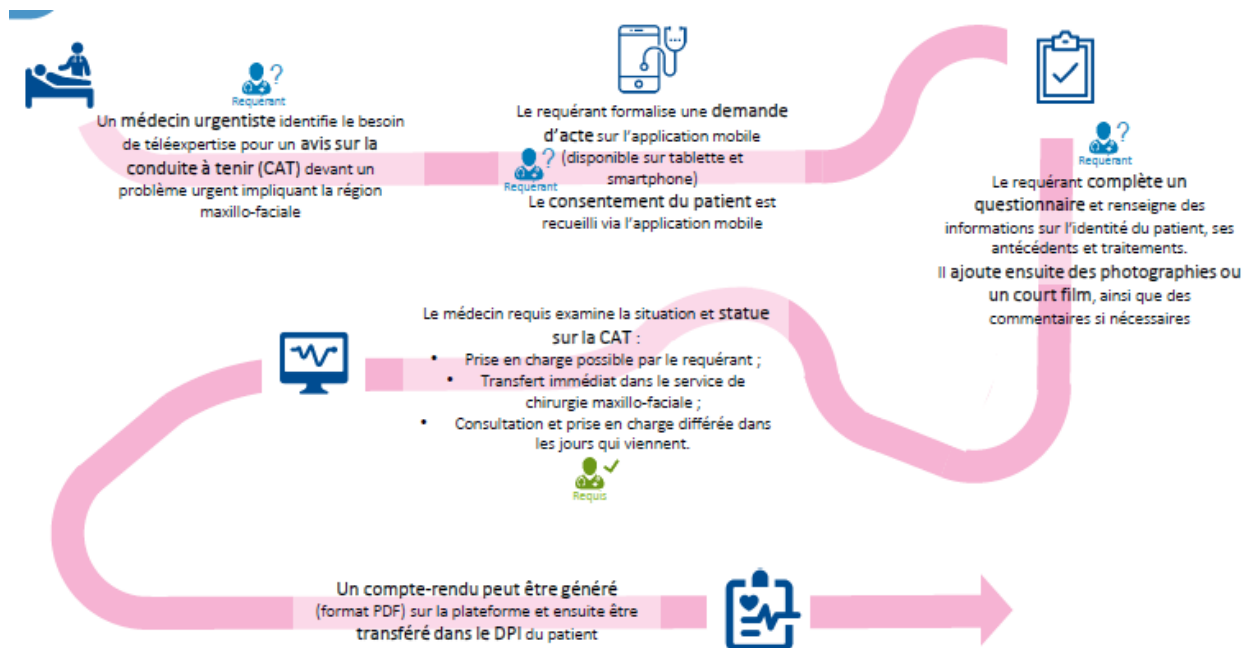 Requérant
Un médecin urgentiste identifie le besoin
de téléexpertise pour un avis sur la
conduite à tenir (CAT) devant un
problème urgent impliquant la région
maxillo-faciale
Le requérant formalise une demande
d'acte sur l'application mobile
(disponible sur tablette et
smartphone)
Requérant
Le consentement du patient est
recueilli via l'application mobile
Requérant
Le requérant complète un
questionnaire et renseigne des
informations sur l'identité du patient, ses
antécédents et traitements.
Il ajoute ensuite des photographies ou
un court film, ainsi que des
commentaires si nécessaires
Le médecin requis examine la situation et statue
sur la CAT :
• Prise en charge possible par le requérant ;
• Transfert immédiat dans le service de
chirurgie maxillo-faciale ;
• Consultation et prise en charge différée dans
les jours qui viennent.
Requis
Un compte-rendu peut être généré
(format PDF) sur la plateforme et ensuite être
transféré dans le DPI du patient